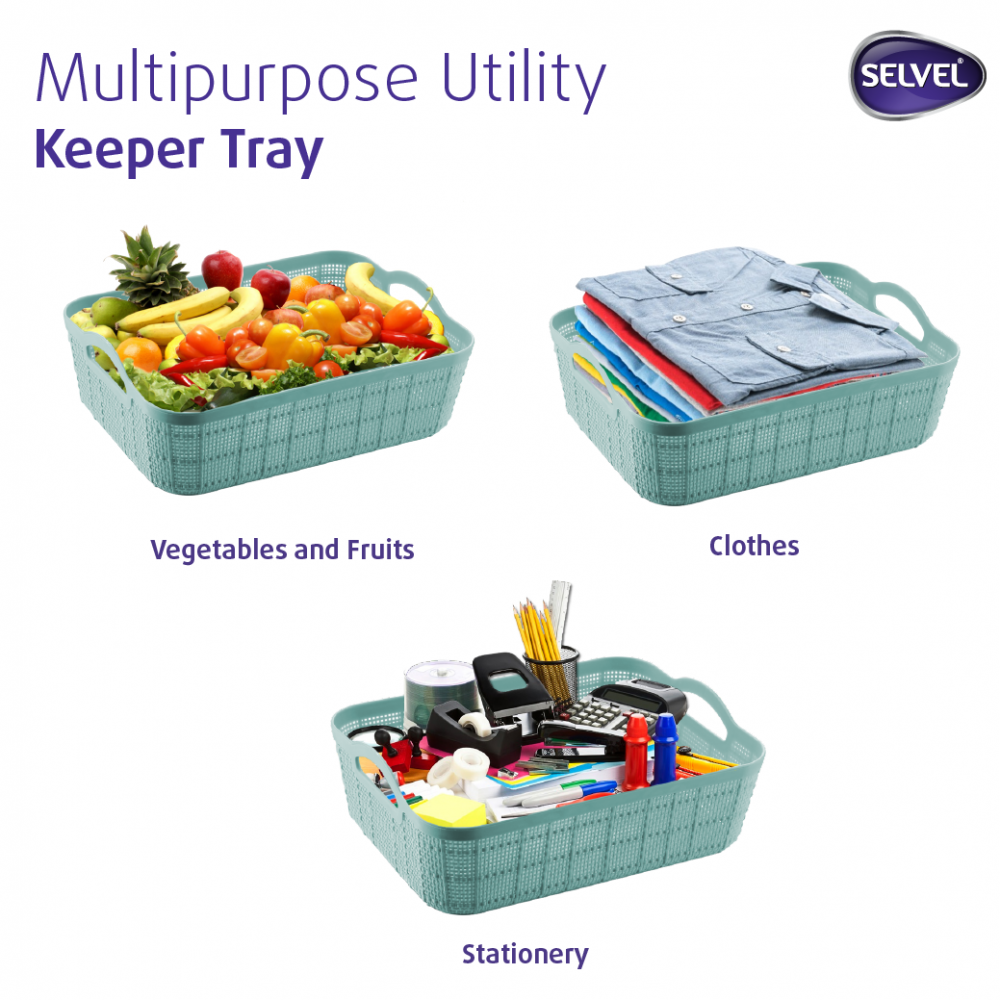 Multipurpose Utility
Keeper Tray
SELVEL®
Vegetables and Fruits
Clothes
Stationery